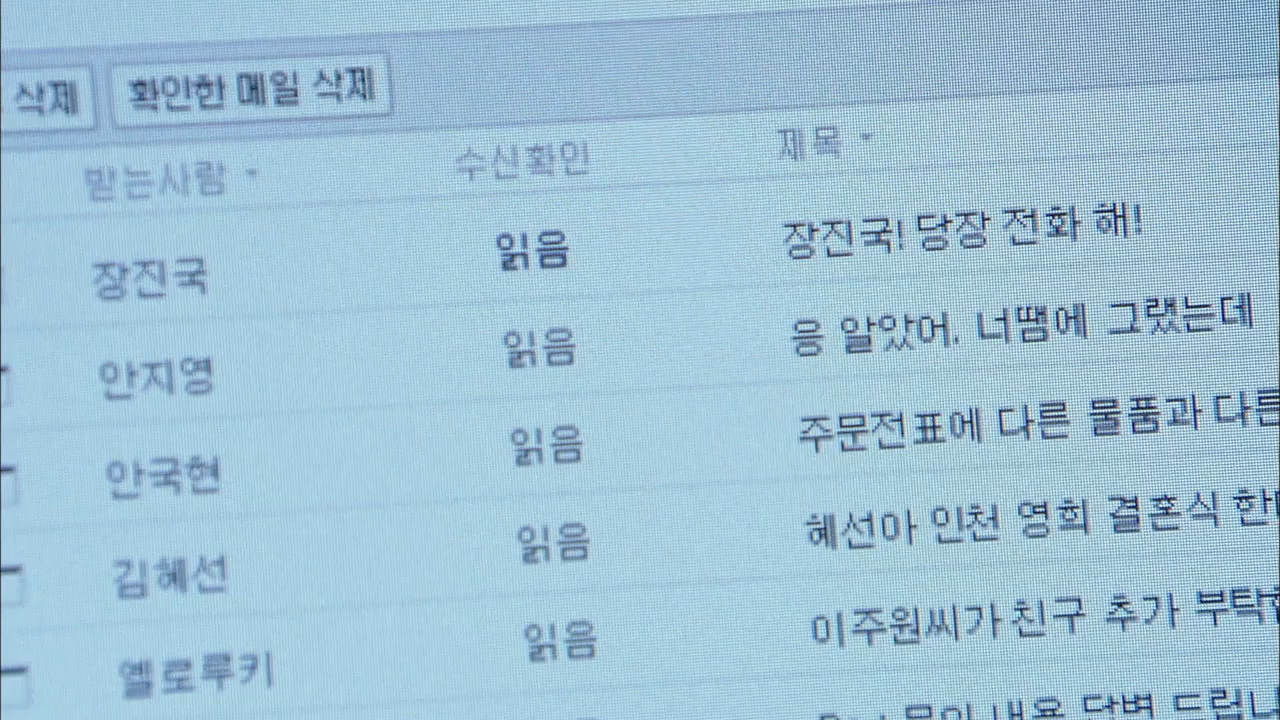 삭제 확인한 메일 삭제
받는사람 수신확인 제목
장진국 읽음 장진국! 당장 전화 해!
안지영 읽음 응 알았어. 너땜에 그랬는데
안국현 읽음 주문전표에 다른 물품과 다른
김혜선 읽음 혜선아 인천 영희 결혼식
옐로루키 읽음 이주원씨가 친구 추가